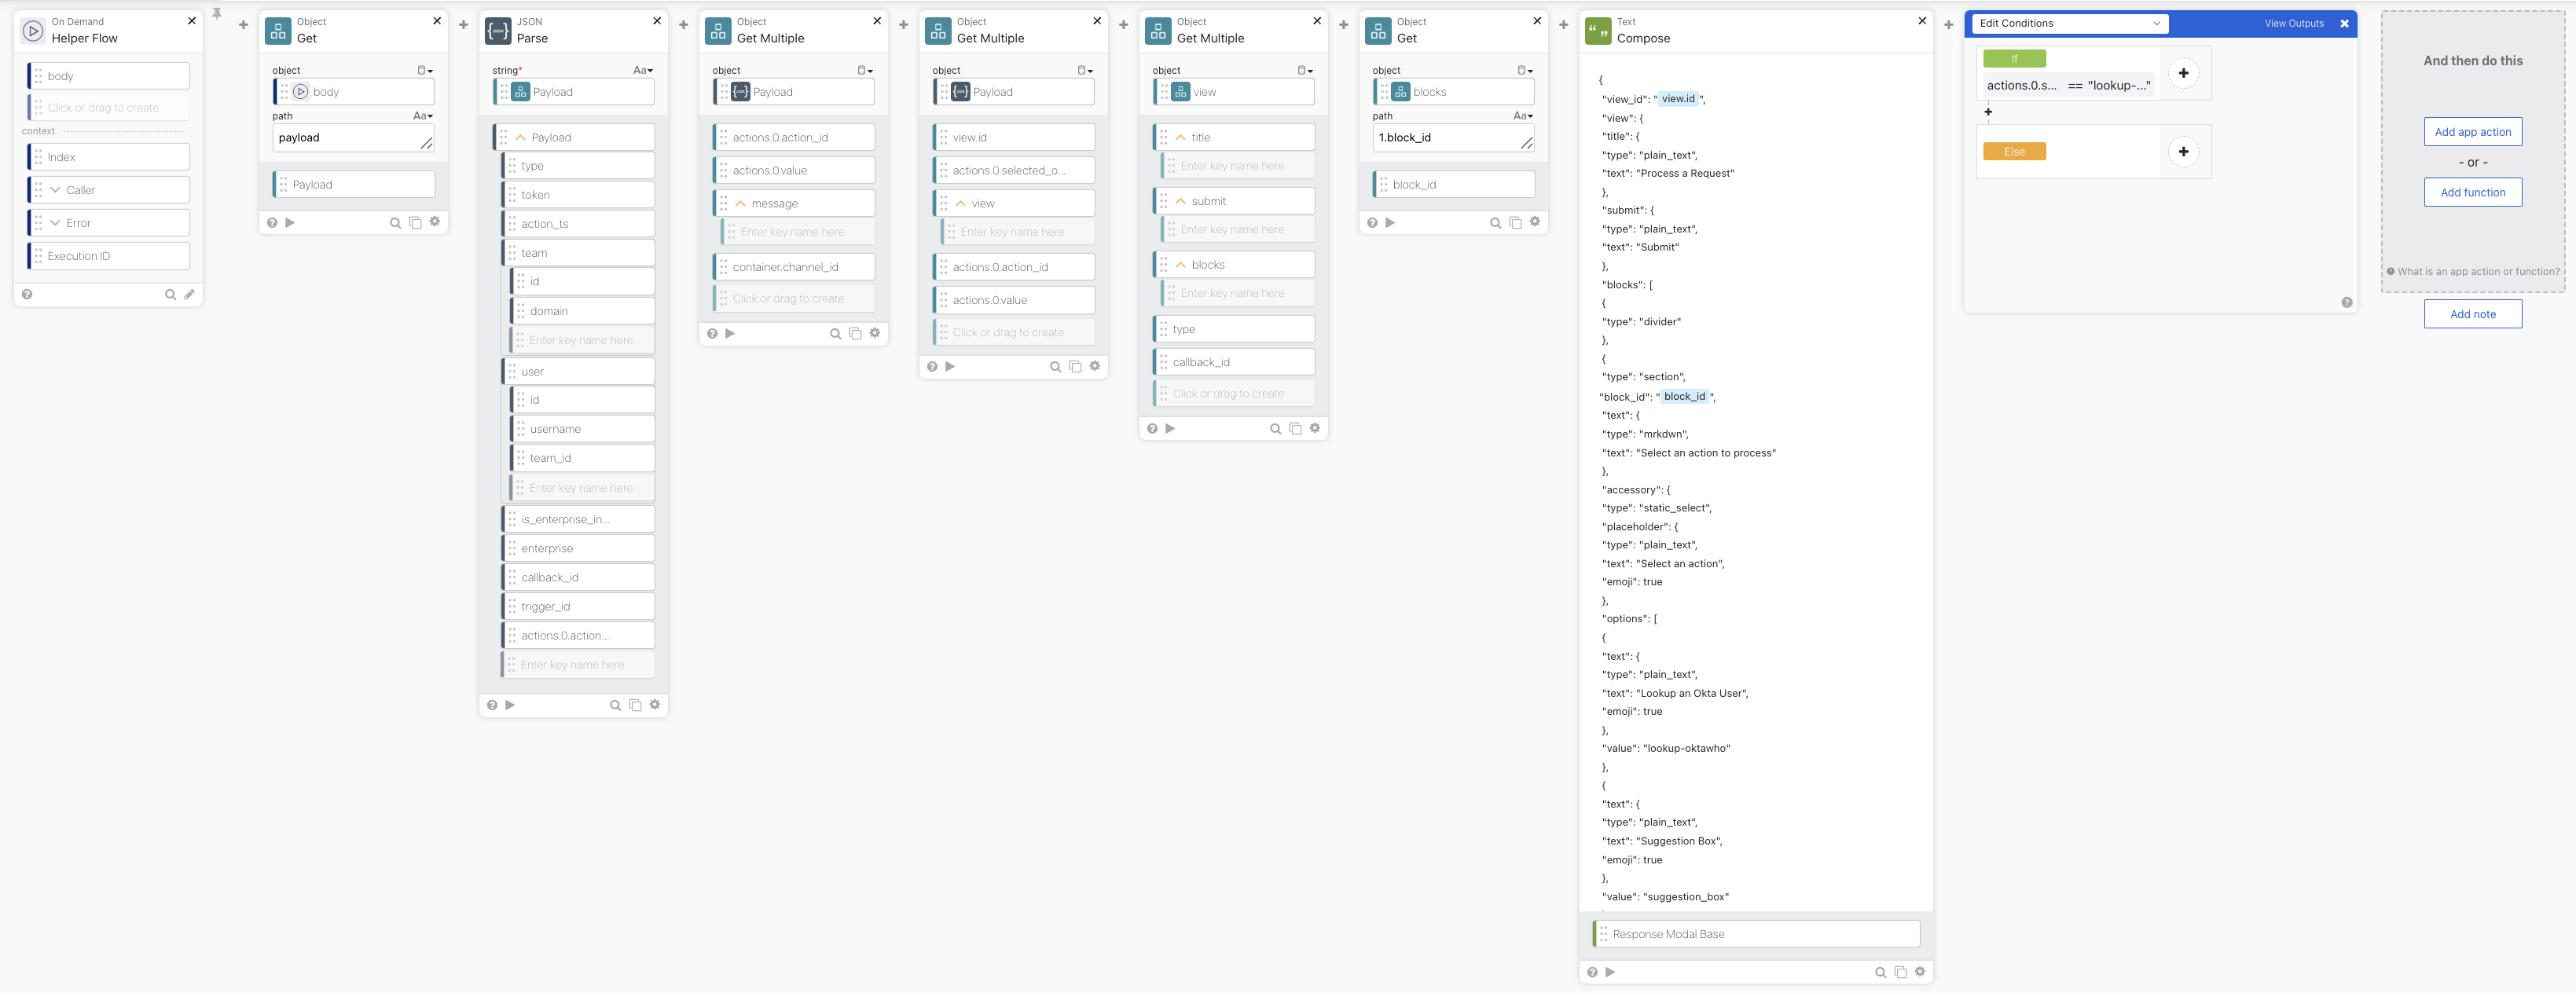 On Demand
Helper Flow
body
Click or drag to create
context
Index
Caller
Error
Execution ID
Object
Get
object
body
path
Aa
payload
Payload
JSON
Parse
string*
Aa
Payload
Payload
type
token
action_ts
team
id
domain
Enter key name here
user
id
username
team_id
Enter key name here
is_enterprise_in...
enterprise
callback_id
trigger_id
actions.0.action...
Enter key name here
Object
Get Multiple
object
Payload
actions.0.action_id
actions.0.value
message
Enter key name here
container.channel_id
Click or drag to create
Object
Get Multiple
object
Payload
view.id
actions.0.selected_o...
view
Enter key name here
actions.0.action_id
actions.0.value
Click or drag to create
Object
Get Multiple
object
view
title
Enter key name here
submit
Enter key name here
blocks
Enter key name here
type
callback_id
Click or drag to create
Object
Get
object
blocks
path
Aa
1.block_id
block_id
Text
Compose
{
"view_id": " view.id ",
"view": {
"title": {
"type": "plain_text",
"text": "Process a Request"
},
"submit": {
"type": "plain_text",
"text": "Submit"
},
"blocks": [
{
"type": "divider"
},
{
"type": "section",
"block_id": " block_id ",
"text": {
"type": "mrkdwn",
"text": "Select an action to process"
},
"accessory": {
"type": "static_select",
"placeholder": {
"type": "plain_text",
"text": "Select an action",
"emoji": true
},
"options": [
{
"text": {
"type": "plain_text",
"text": "Lookup an Okta User",
"emoji": true
},
"value": "lookup-oktawho"
},
{
"text": {
"type": "plain_text",
"text": "Suggestion Box",
"emoji": true
},
"value": "suggestion_box"
Response Modal Base
Edit Conditions
View Outputs
If
actions.0.s... == "lookup-..."
Else
And then do this
Add app action
- or -
Add function
What is an app action or function?
Add note